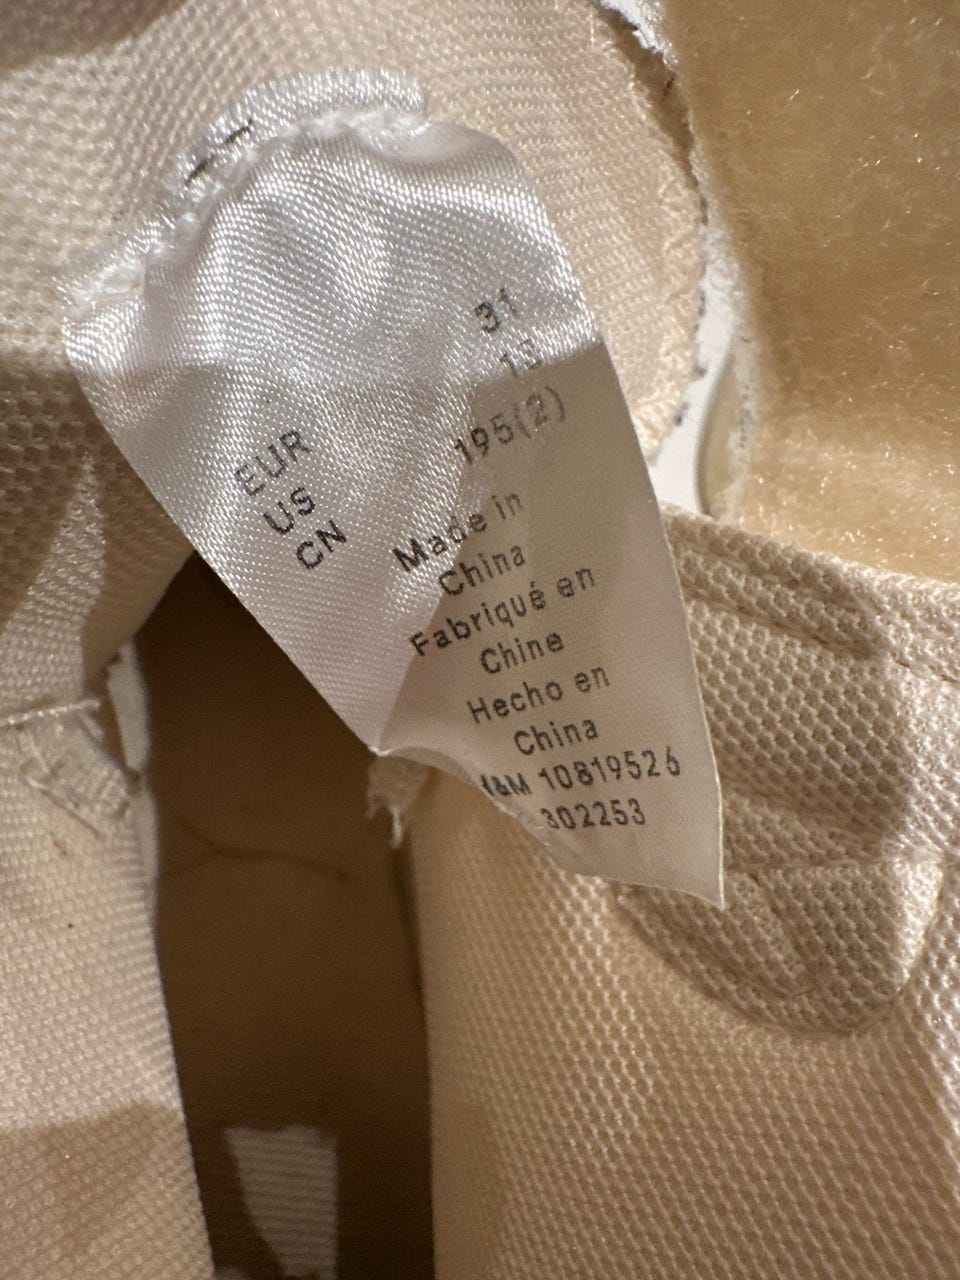 EUR 31
US 13
CN 195(2)
Made in
China
Fabriqué en
Chine
Hecho en
China
H&M 10819526
302253